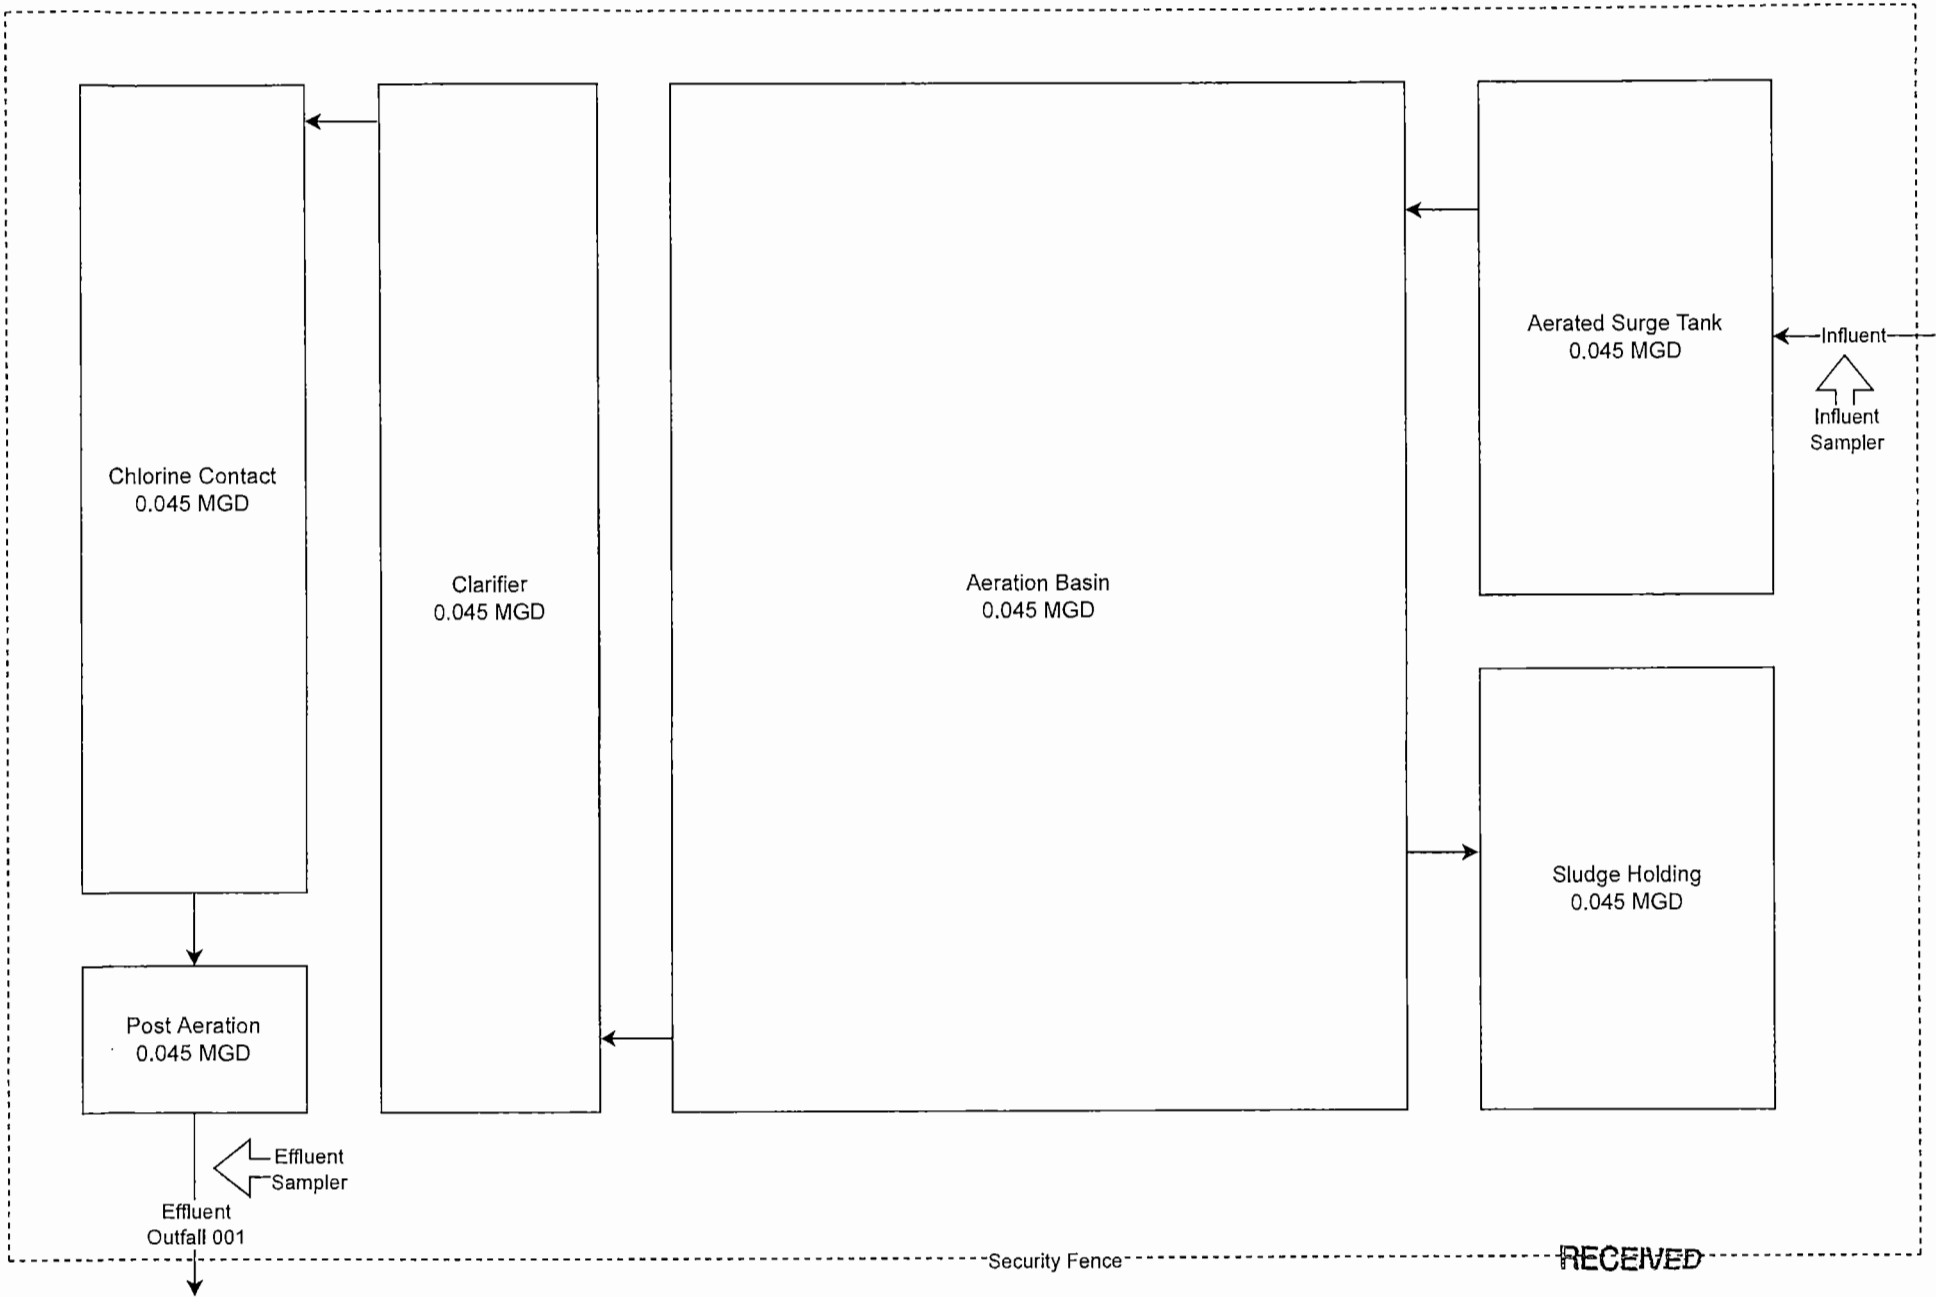 Chlorine Contact
0.045 MGD
Clarifier
0.045 MGD
Aeration Basin
0.045 MGD
Aerated Surge Tank
0.045 MGD
Influent
Influent
Sampler
Sludge Holding
0.045 MGD
Post Aeration
0.045 MGD
Effluent
Sampler
Effluent
Outfall 001
Security Fence
RECEIVED